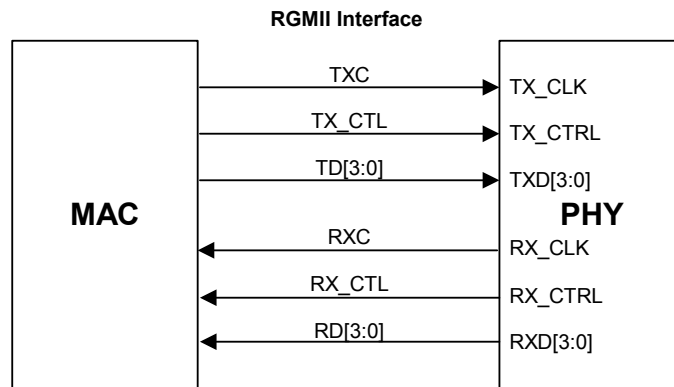 RGMII Interface
TXC
TX_CLK
TX_CTL
TX_CTRL
TD[3:0]
TXD[3:0]
MAC
PHY
RXC
RX_CLK
RX_CTL
RX_CTRL
RD[3:0]
RXD[3:0]